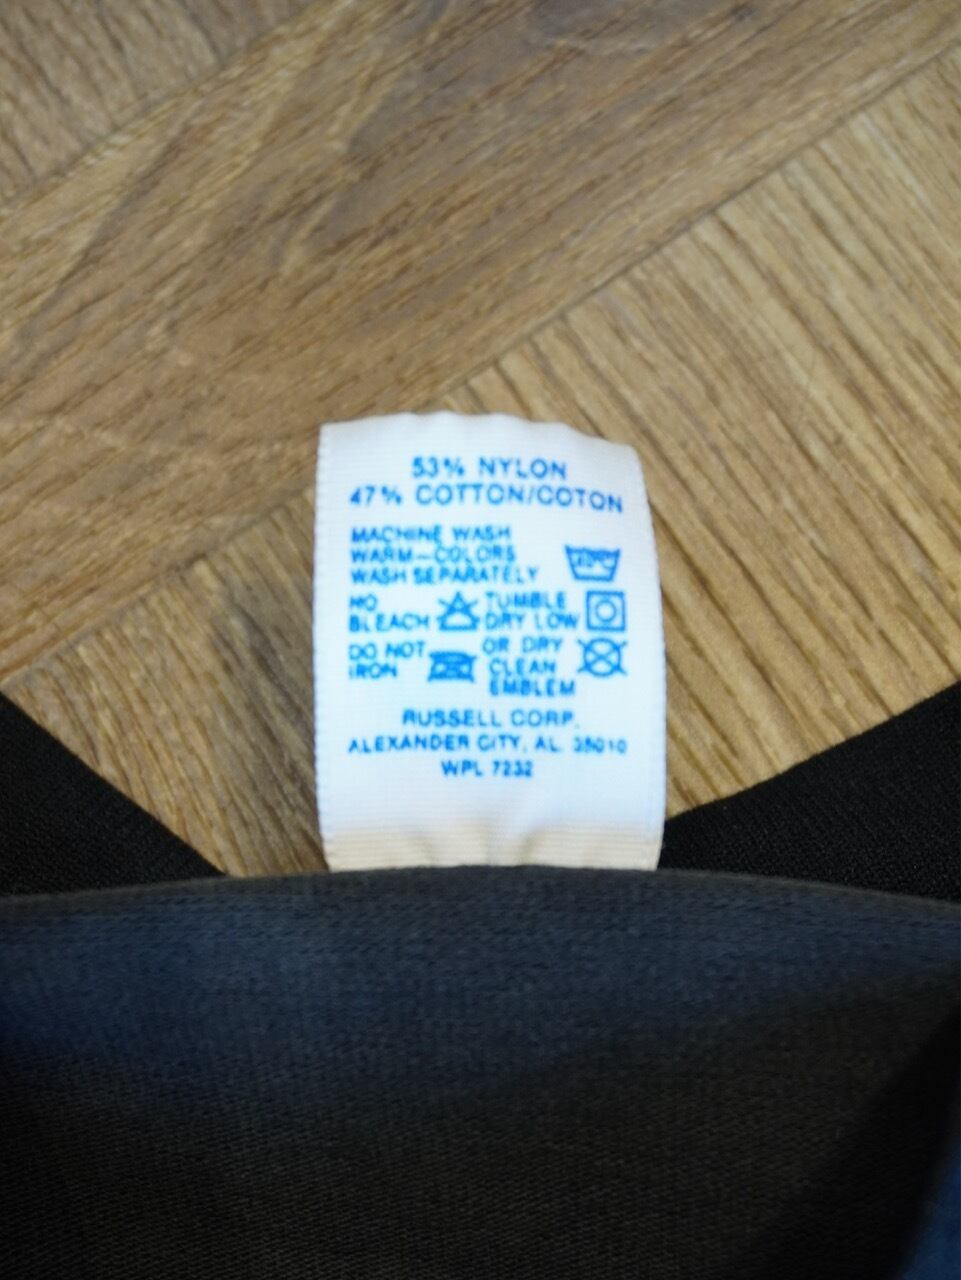 53% NYLON
47% COTTON/COTON
MACHINE WASH
WARM—COLORS
WASH SEPARATELY
NO
BLEACH
TUMBLE
DRY LOW
DO NOT
IRON
OR DRY
CLEAN
EMBLEM
RUSSELL CORP.
ALEXANDER CITY, AL. 35010
WPL 7232